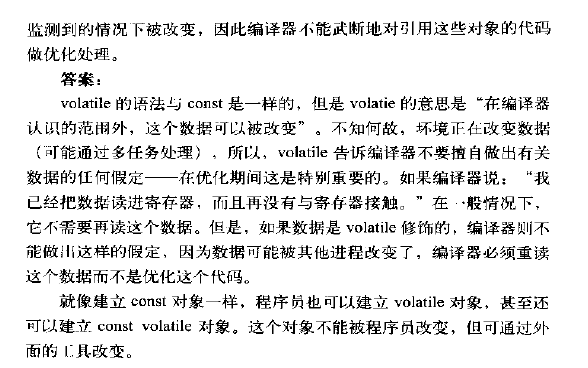 监测到的情况下被改变，因此编译器不能武断地对引用这些对象的代码
做优化处理。
答案：
volatile 的语法与 const 是一样的，但是 volatie 的意思是“在编译器
认识的范围外，这个数据可以被改变”。不知何故，环境正在改变数据
（可能通过多任务处理），所以，volatile 告诉编译器不要擅自做出有关
数据的任何假定——在优化期间这是特别重要的。如果编译器说：“我
已经把数据读进寄存器，而且再没有与寄存器接触。”在一般情况下，
它不需要再读这个数据。但是，如果数据是 volatile 修饰的，编译器则不
能做出这样的假定，因为数据可能被其他进程改变了，编译器必须重读
这个数据而不是优化这个代码。
就像建立 const 对象一样，程序员也可以建立 volatile 对象，甚至还
可以建立 const volatile 对象。这个对象不能被程序员改变，但可通过外
面的工具改变。